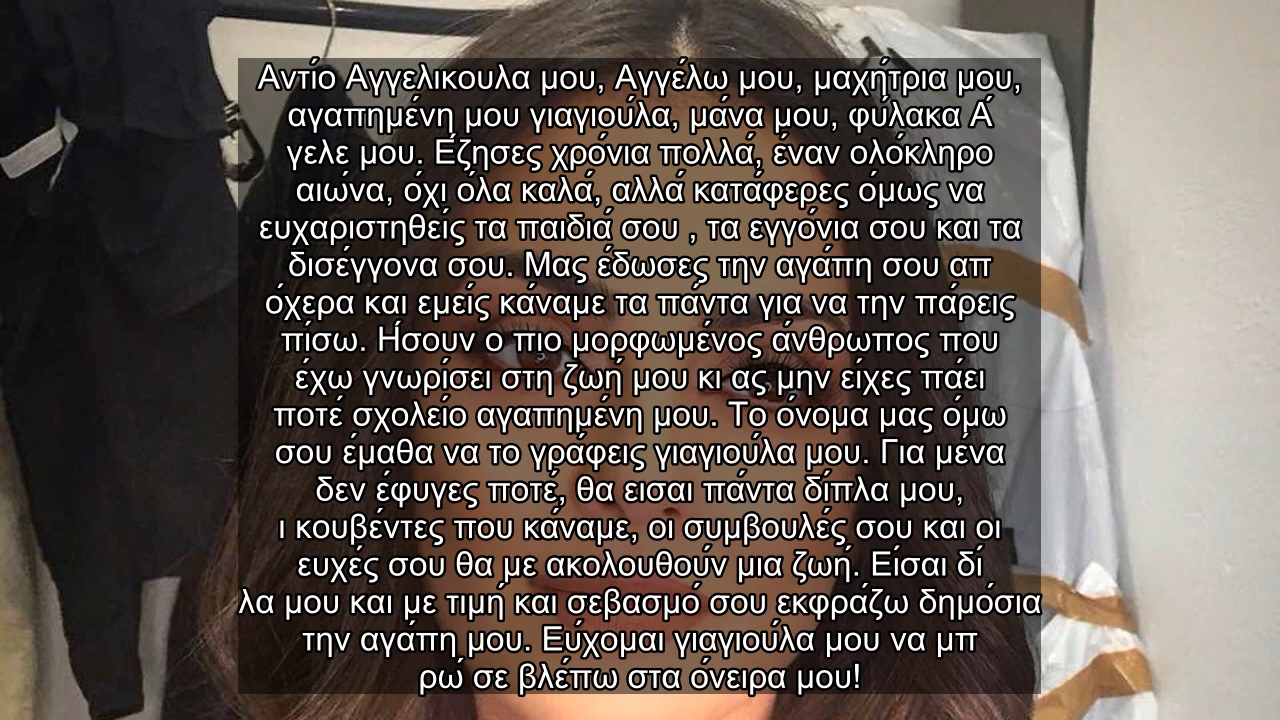 Αντίο Αγγελικουλα μου, Αγγέλω μου, μαχήτρια μου,
αγαπημένη μου γιαγιούλα, μάνα μου, φύλακα Ά
γελε μου. Έζησες χρόνια πολλά, έναν ολόκληρο
αιώνα, όχι όλα καλά, αλλά κατάφερες όμως να
ευχαριστηθείς τα παιδιά σου , τα εγγόνια σου και τα
δισέγγονα σου. Μας έδωσες την αγάπη σου απ
όχερα και εμείς κάναμε τα πάντα για να την πάρεις
πίσω. Ήσουν ο πιο μορφωμένος άνθρωπος που
έχω γνωρίσει στη ζωή μου κι ας μην είχες πάει
ποτέ σχολείο αγαπημένη μου. Το όνομα μας όμω
σου έμαθα να το γράφεις γιαγιούλα μου. Για μένα
δεν έφυγες ποτέ, θα εισαι πάντα δίπλα μου,
ι κουβέντες που κάναμε, οι συμβουλές σου και οι
ευχές σου θα με ακολουθούν μια ζωή. Είσαι δί
λα μου και με τιμή και σεβασμό σου εκφράζω δημόσια
την αγάπη μου. Εύχομαι γιαγιούλα μου να μπ
ρώ σε βλέπω στα όνειρα μου!